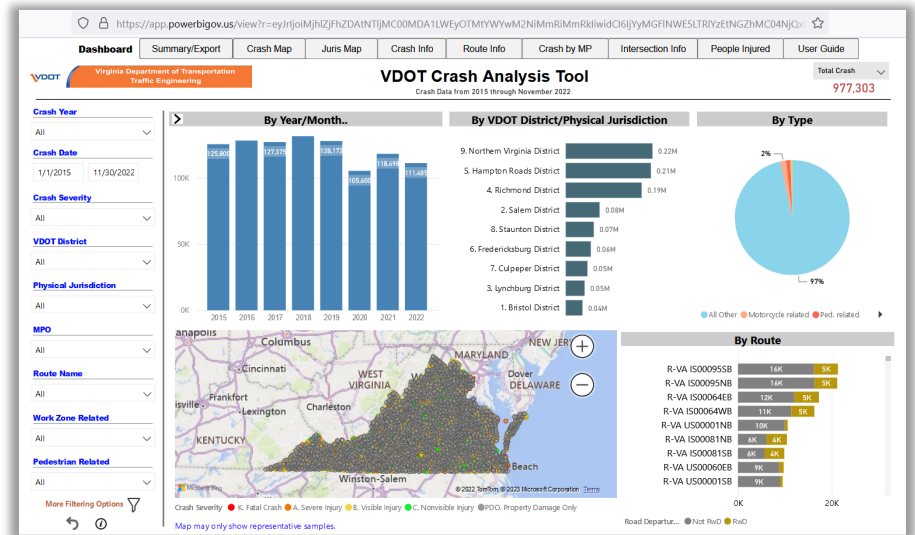 https://app.powerbigov.us/view?r=
Dashboard
Summary/Export
Crash Map
Juris Map
Crash Info
Route Info
Crash by MP
Intersection Info
People Injured
User Guide
VDOT
Virginia Department of Transportation
Traffic Engineering
VDOT Crash Analysis Tool
Crash Data from 2015 through November 2022
Total Crash
977,303
Crash Year
All
Crash Date
1/1/2015 11/30/2022
Crash Severity
All
VDOT District
All
Physical Jurisdiction
All
MPO
All
Route Name
All
Work Zone Related
All
Pedestrian Related
All
More Filtering Options
By Year/Month..
125,800
127,375
128,172
105,600
118,498
111,485
100K
50K
0K
2015 2016 2017 2018 2019 2020 2021 2022
By VDOT District/Physical Jurisdiction
9. Northern Virginia District 0.22M
5. Hampton Roads District 0.21M
4. Richmond District 0.19M
2. Salem District 0.08M
8. Staunton District 0.07M
6. Fredericksburg District 0.06M
7. Culpeper District 0.05M
3. Lynchburg District 0.05M
1. Bristol District 0.04M
By Type
2%
97%
All Other Motorcycle related Ped. related
anapolis
Columbus
NEW JER
MARYLAND
Cincinnati
WEST
VIRGINIA
Dover
DELAWARE
Frankfort
sville
Lexington
Charleston
KENTUCKY
Beach
Winston-Salem
Microsoft Bing
© 2022 TomTom, © 2023 Microsoft Corporation Terms
Crash Severity K. Fatal Crash A. Severe Injury B. Visible Injury C. Nonvisible Injury PDO. Property Damage Only
Map may only show representative samples.
By Route
R-VA IS00095SB 16K 5K
R-VA IS00095NB 16K 5K
R-VA IS00064EB 12K 5K
R-VA IS00064WB 11K 5K
R-VA US00001NB 10K
R-VA IS00081NB 6K 4K
R-VA IS00081SB 6K 4K
R-VA US00060EB 9K
R-VA US00001SB 9K
0K 20K
Road Departur... Not RwD RwD